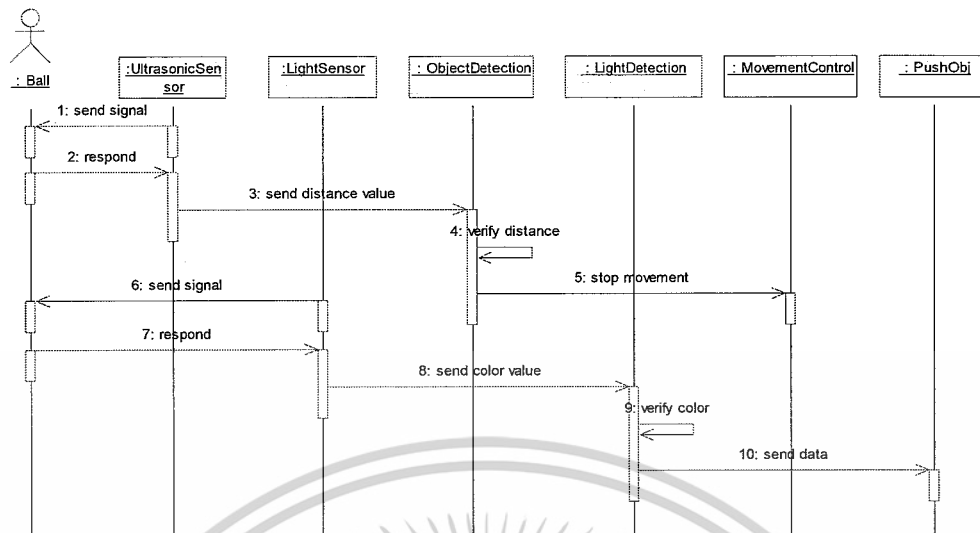 : Ball
:UltrasonicSen
sor
:LightSensor
: ObjectDetection
: LightDetection
: MovementControl
: PushObj
1: send signal
2: respond
3: send distance value
4: verify distance
5: stop movement
6: send signal
7: respond
8: send color value
9: verify color
10: send data